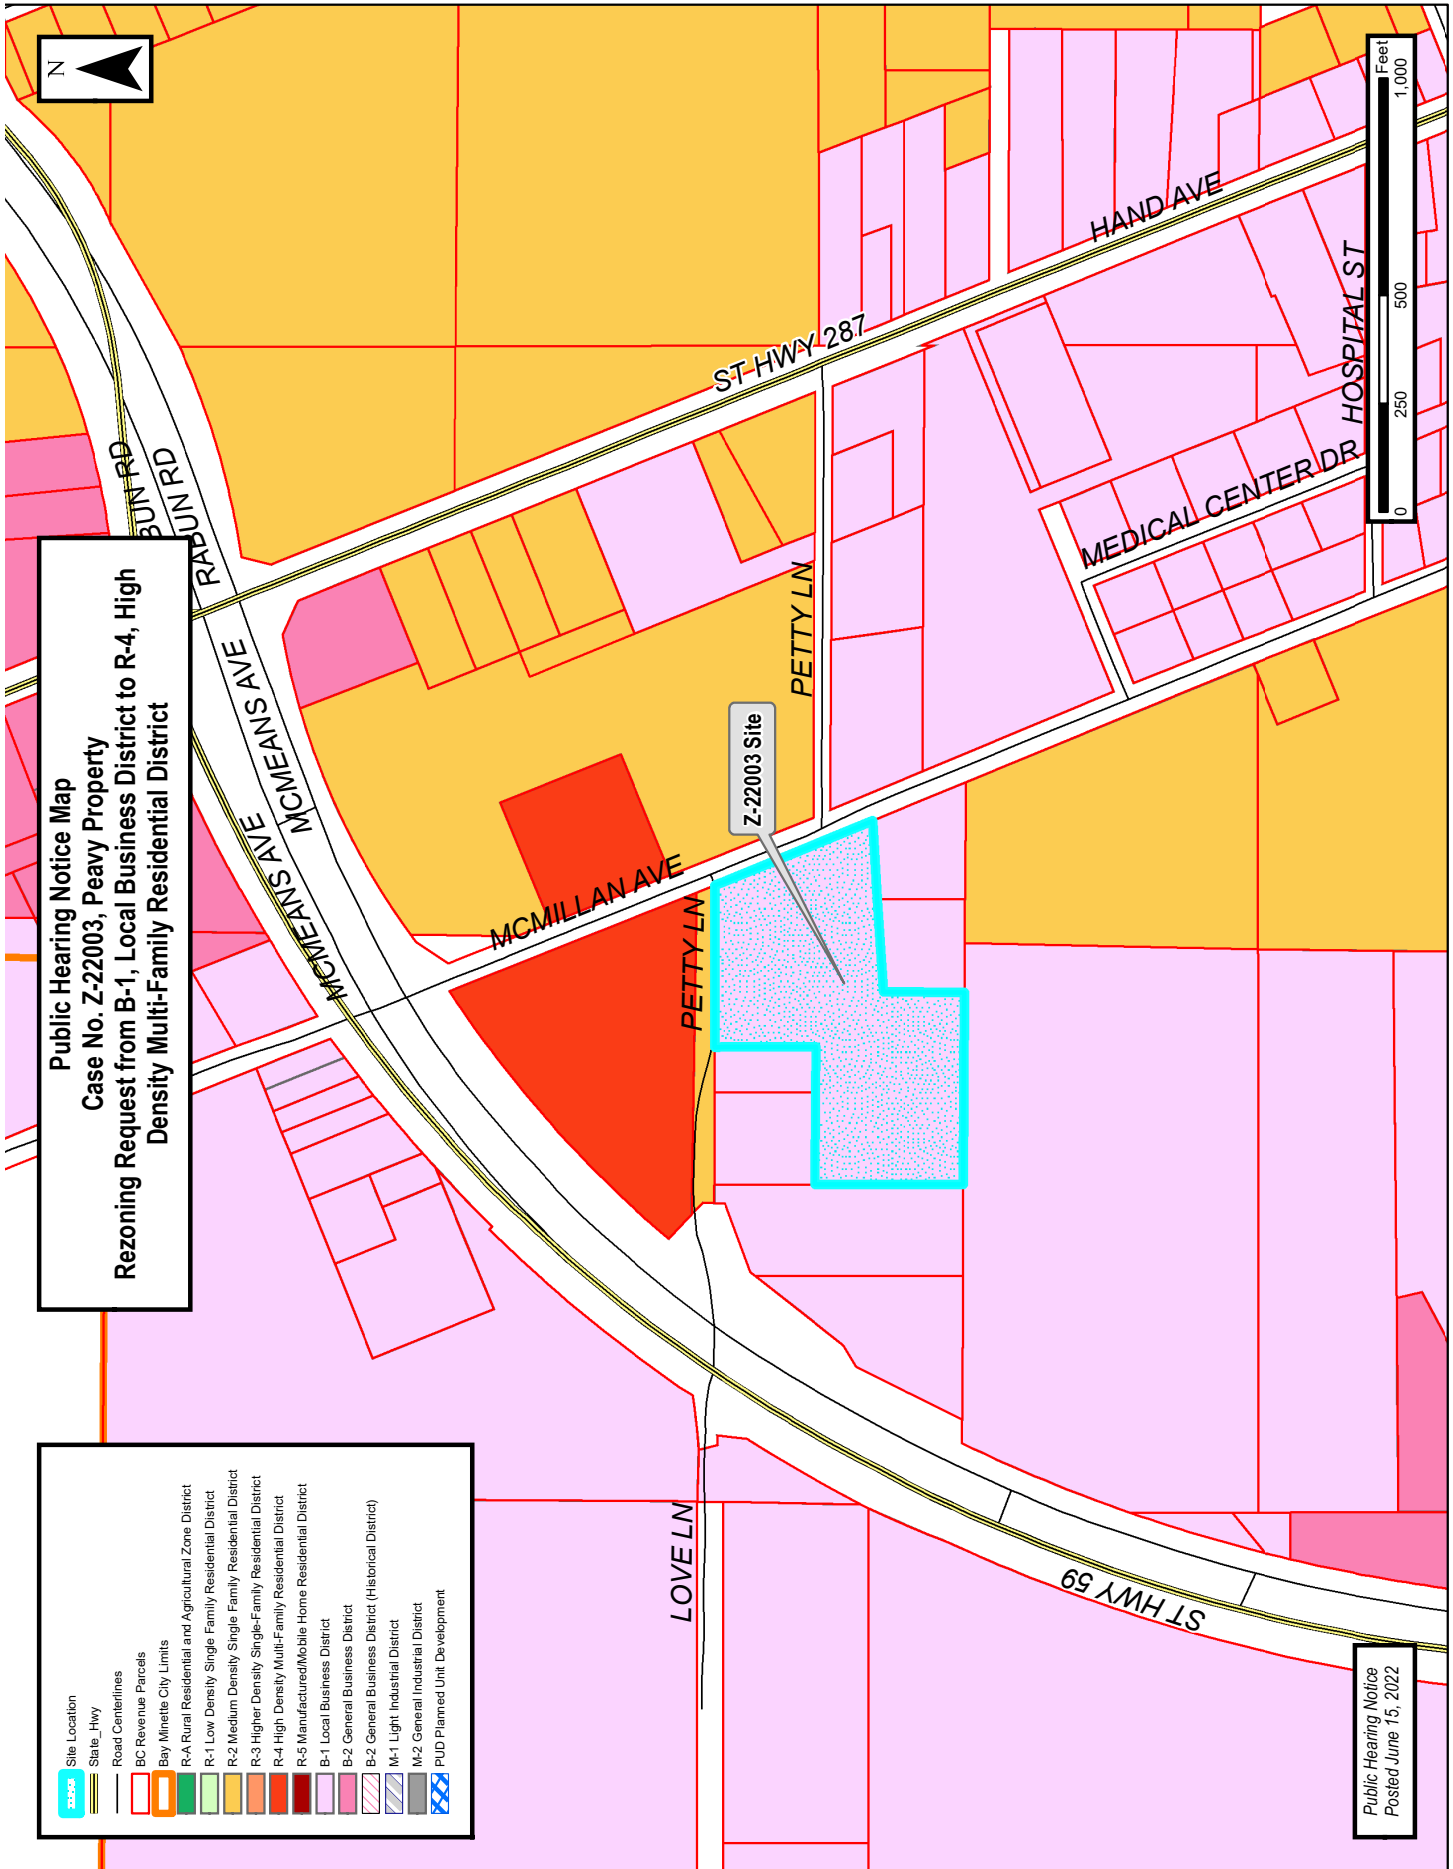 Public Hearing Notice Map
Case No. Z-22003, Peavy Property
Rezoning Request from B-1, Local Business District to R-4, High
Density Multi-Family Residential District
N
Site Location
State_Hwy
Road Centerlines
BC Revenue Parcels
Bay Minette City Limits
R-A Rural Residential and Agricultural Zone District
R-1 Low Density Single Family Residential District
R-2 Medium Density Single Family Residential District
R-3 Higher Density Single-Family Residential District
R-4 High Density Multi-Family Residential District
R-5 Manufactured/Mobile Home Residential District
B-1 Local Business District
B-2 General Business District
B-2 General Business District (Historical District)
M-1 Light Industrial District
M-2 General Industrial District
PUD Planned Unit Development
BUN RD
RABUN RD
MCMEANS AVE
MCMEANS AVE
MCMEANS AVE
MCMILLAN AVE
ST HWY 287
PETTY LN
PETTY LN
Z-22003 Site
LOVE LN
HAND AVE
MEDICAL CENTER DR
HOSPITAL ST
ST HWY 59
Public Hearing Notice
Posted June 15, 2022
Feet
0 250 500 1,000